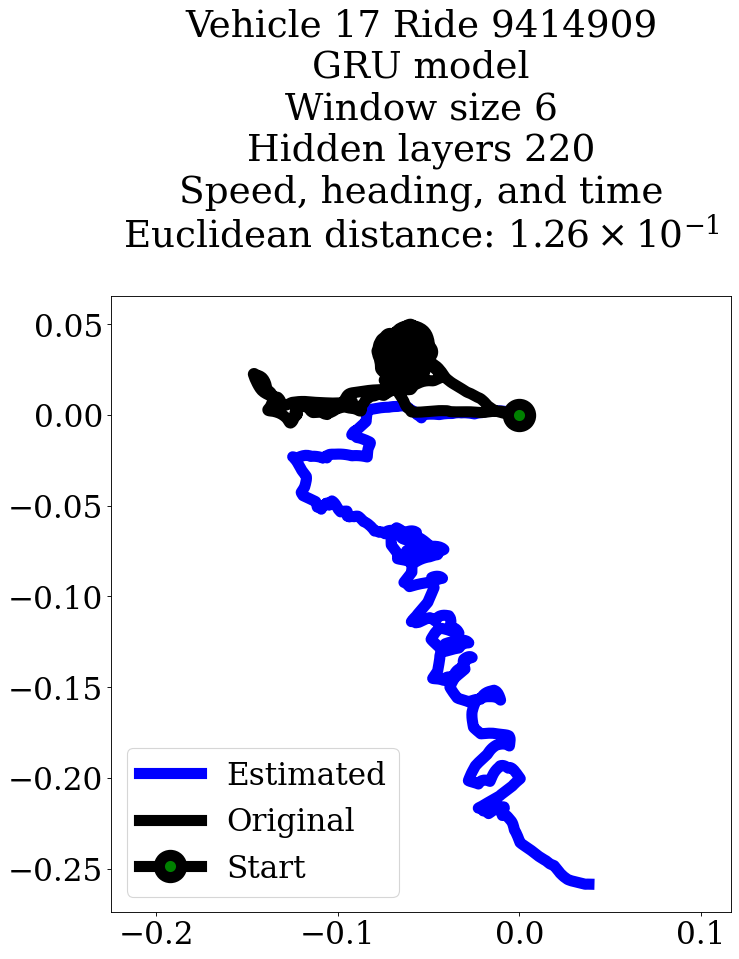 Vehicle 17 Ride 9414909
GRU model
Window size 6
Hidden layers 220
Speed, heading, and time
Euclidean distance: 1.26 × 10⁻¹
0.05
0.00
−0.05
−0.10
−0.15
−0.20
−0.25
Estimated
Original
Start
−0.2
−0.1
0.0
0.1